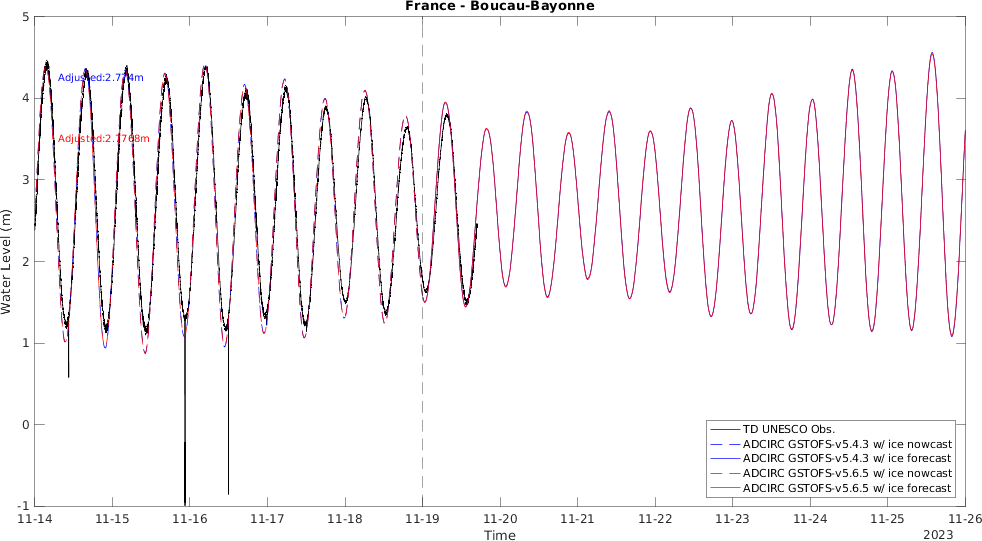 France - Boucau-Bayonne
5
4
3
2
1
0
-1
Water Level (m)
Adjusted:2.774m
Adjusted:2.7768m
TD UNESCO Obs.
ADCIRC GSTOFS-v5.4.3 w/ ice nowcast
ADCIRC GSTOFS-v5.4.3 w/ ice forecast
ADCIRC GSTOFS-v5.6.5 w/ ice nowcast
ADCIRC GSTOFS-v5.6.5 w/ ice forecast
11-14 11-15 11-16 11-17 11-18 11-19 11-20 11-21 11-22 11-23 11-24 11-25 11-26
Time
2023